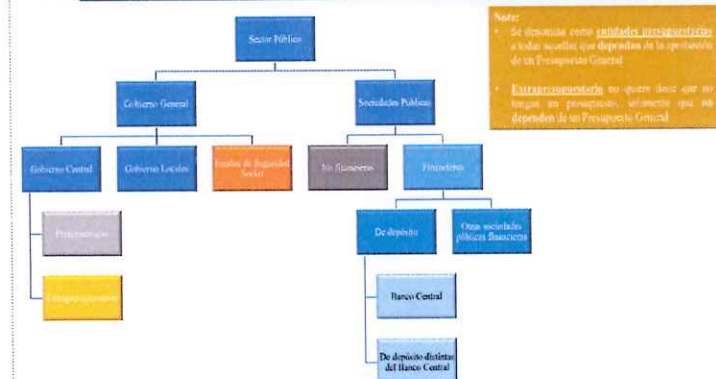 Sector Público
Note:
• Se denomina como entidades presupuestarias
a todas aquellas que dependen de la aprobación
de un Presupuesto General
• Extrapresupuestario no quiere decir que no
tengan un presupuesto, solamente que no
dependen de un Presupuesto General
Gobierno General
Sociedades Públicas
Gobierno Central
Gobierno Locales
Fondos de Seguridad
Social
No financieras
Financieras
Presupuestario
Extrapresupuestario
De depósito
Otras sociedades
públicas financieras
Banco Central
De depósito distintas
del Banco Central